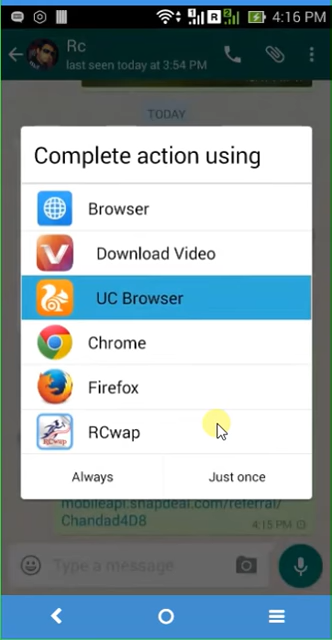 4:16 PM
Rc
last seen today at 3:54 PM
TODAY
Complete action using
Browser
Download Video
UC Browser
Chrome
Firefox
RCwap
Always
Just once
mobileapi.snapdeal.com/referral/
Chandad4D8
4:15 PM
Type a message